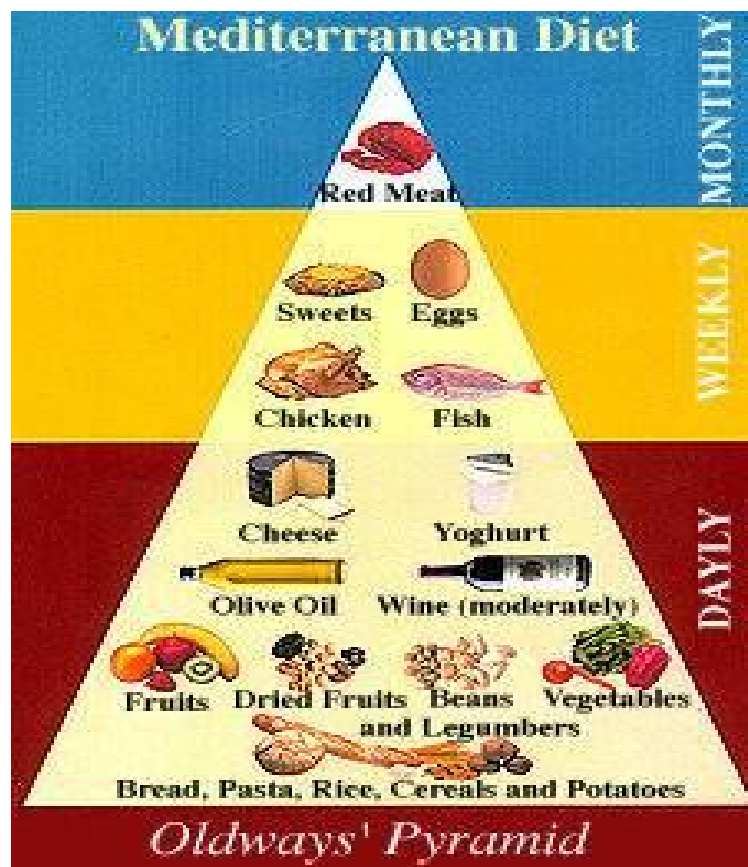 Mediterranean Diet
MONTHLY
Red Meat
WEEKLY
Sweets Eggs
Chicken Fish
DAYLY
Cheese Yoghurt
Olive Oil Wine (moderately)
Fruits Dried Fruits Beans Vegetables
and Legumbers
Bread, Pasta, Rice, Cereals and Potatoes
Oldways' Pyramid